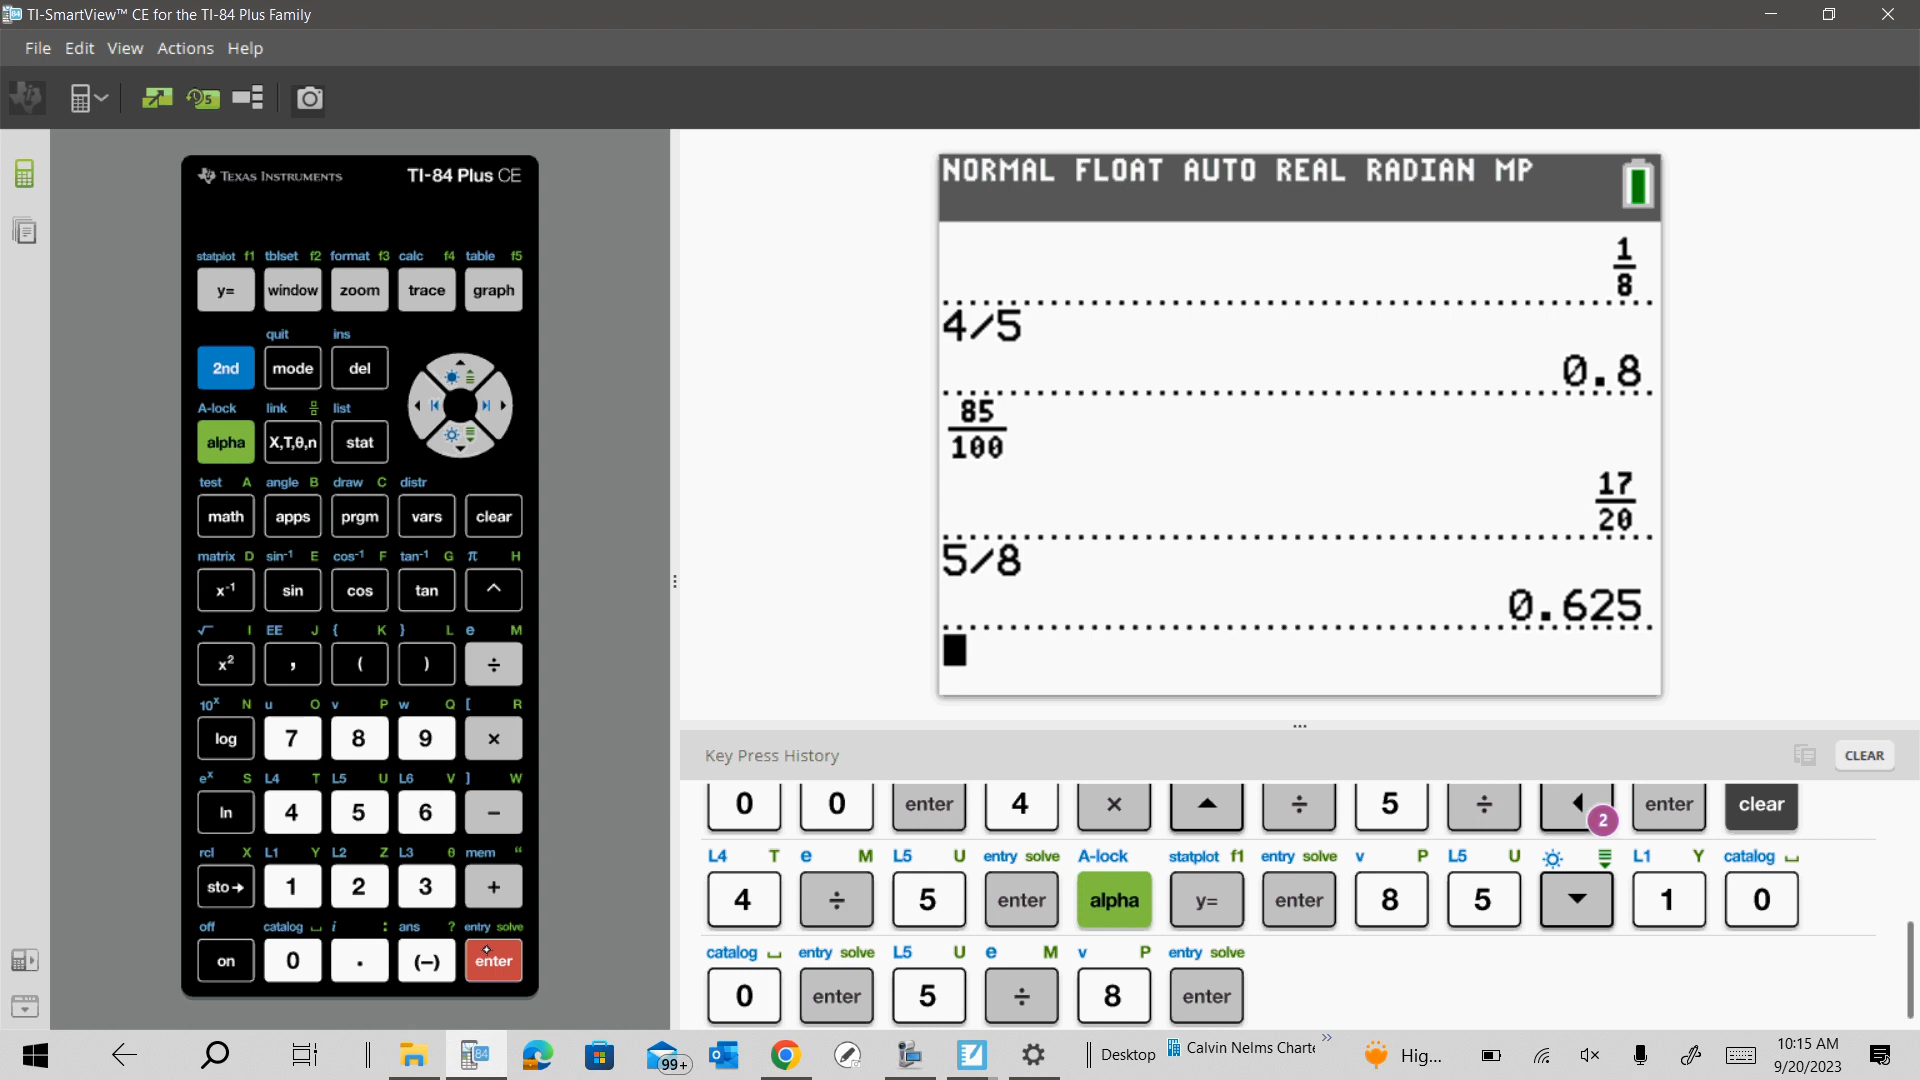 TI-SmartView™ CE for the TI-84 Plus Family
File Edit View Actions Help
TEXAS INSTRUMENTS TI-84 Plus CE
statplot f1 tblset f2 format f3 calc f4 table f5
y= window zoom trace graph
quit ins
2nd mode del
A-lock link list
alpha X,T,θ,n stat
test A angle B draw C distr
math apps prgm vars clear
matrix D sin⁻¹ E cos⁻¹ F tan⁻¹ G π H
x⁻¹ sin cos tan ^
√ I EE J { K } L e M
x² , ( ) ÷
10ˣ N u O v P w Q [ R
log 7 8 9 ×
eˣ S L4 T L5 U L6 V ] W
ln 4 5 6 −
rcl X L1 Y L2 Z L3 θ mem "
sto→ 1 2 3 +
off catalog ⎵ i : ans ? entry solve
on 0 . (−) enter
NORMAL FLOAT AUTO REAL RADIAN MP
1
8
4/5
0.8
85
100
17
20
5/8
0.625
Key Press History CLEAR
0 0 enter 4 × ▲ ÷ 5 ÷ ◀ 2 enter clear
L4 T e M L5 U entry solve A-lock statplot f1 entry solve v P L5 U L1 Y catalog ⎵
4 ÷ 5 enter alpha y= enter 8 5 ▼ 1 0
catalog ⎵ entry solve L5 U e M v P entry solve
0 enter 5 ÷ 8 enter
84 99+ Desktop Calvin Nelms Charte » Hig... 10:15 AM
9/20/2023